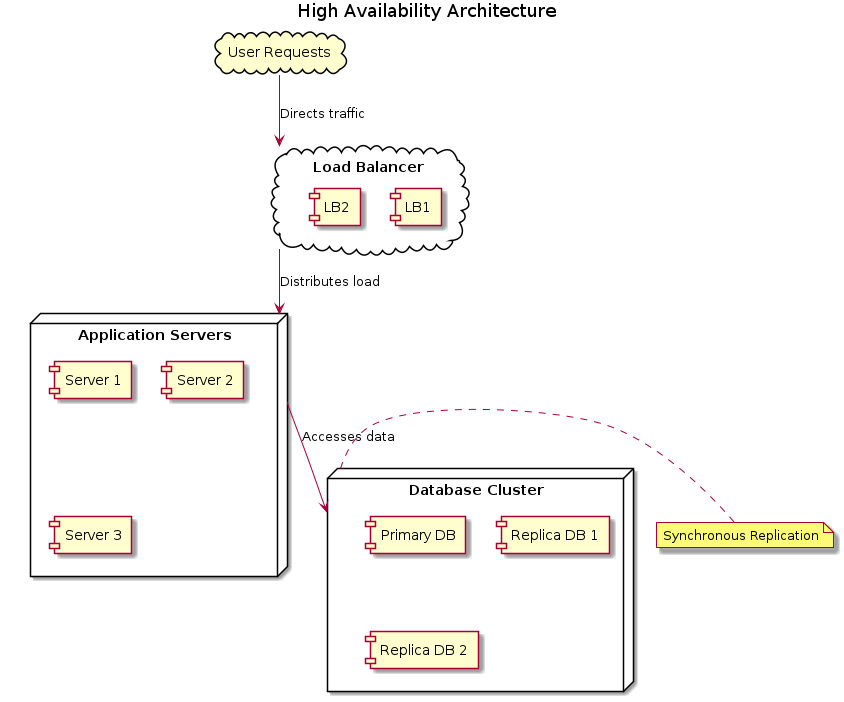 High Availability Architecture
User Requests
Directs traffic
Load Balancer
LB2
LB1
Distributes load
Application Servers
Server 1
Server 2
Server 3
Accesses data
Database Cluster
Primary DB
Replica DB 1
Replica DB 2
Synchronous Replication